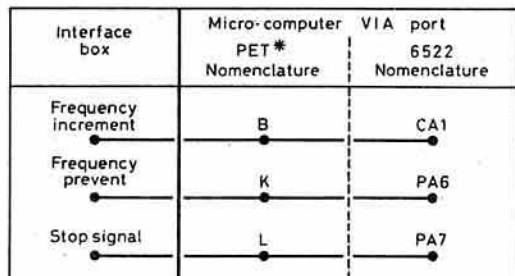 Interface
box
Micro-computer VIA port
PET*
Nomenclature
6522
Nomenclature
Frequency
increment
B
CA1
Frequency
prevent
K
PA6
Stop signal
L
PA7